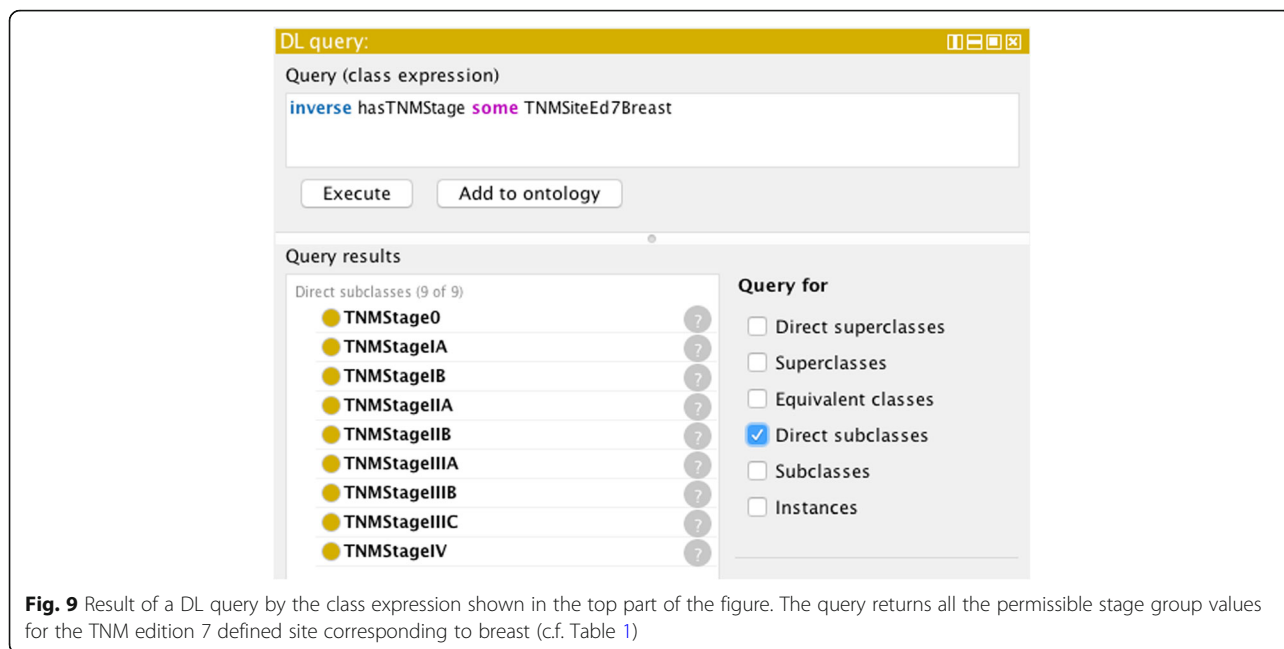 DL query:
Query (class expression)
inverse hasTNMStage some TNMSiteEd7Breast
Execute
Add to ontology
Query results
Direct subclasses (9 of 9)
TNMStage0
?
TNMStageIA
?
TNMStageIB
?
TNMStageIIA
?
TNMStageIIB
?
TNMStageIIIA
?
TNMStageIIIB
?
TNMStageIIIC
?
TNMStageIV
?
Query for
Direct superclasses
Superclasses
Equivalent classes
Direct subclasses
Subclasses
Instances
Fig. 9 Result of a DL query by the class expression shown in the top part of the figure. The query returns all the permissible stage group values
for the TNM edition 7 defined site corresponding to breast (c.f. Table 1)